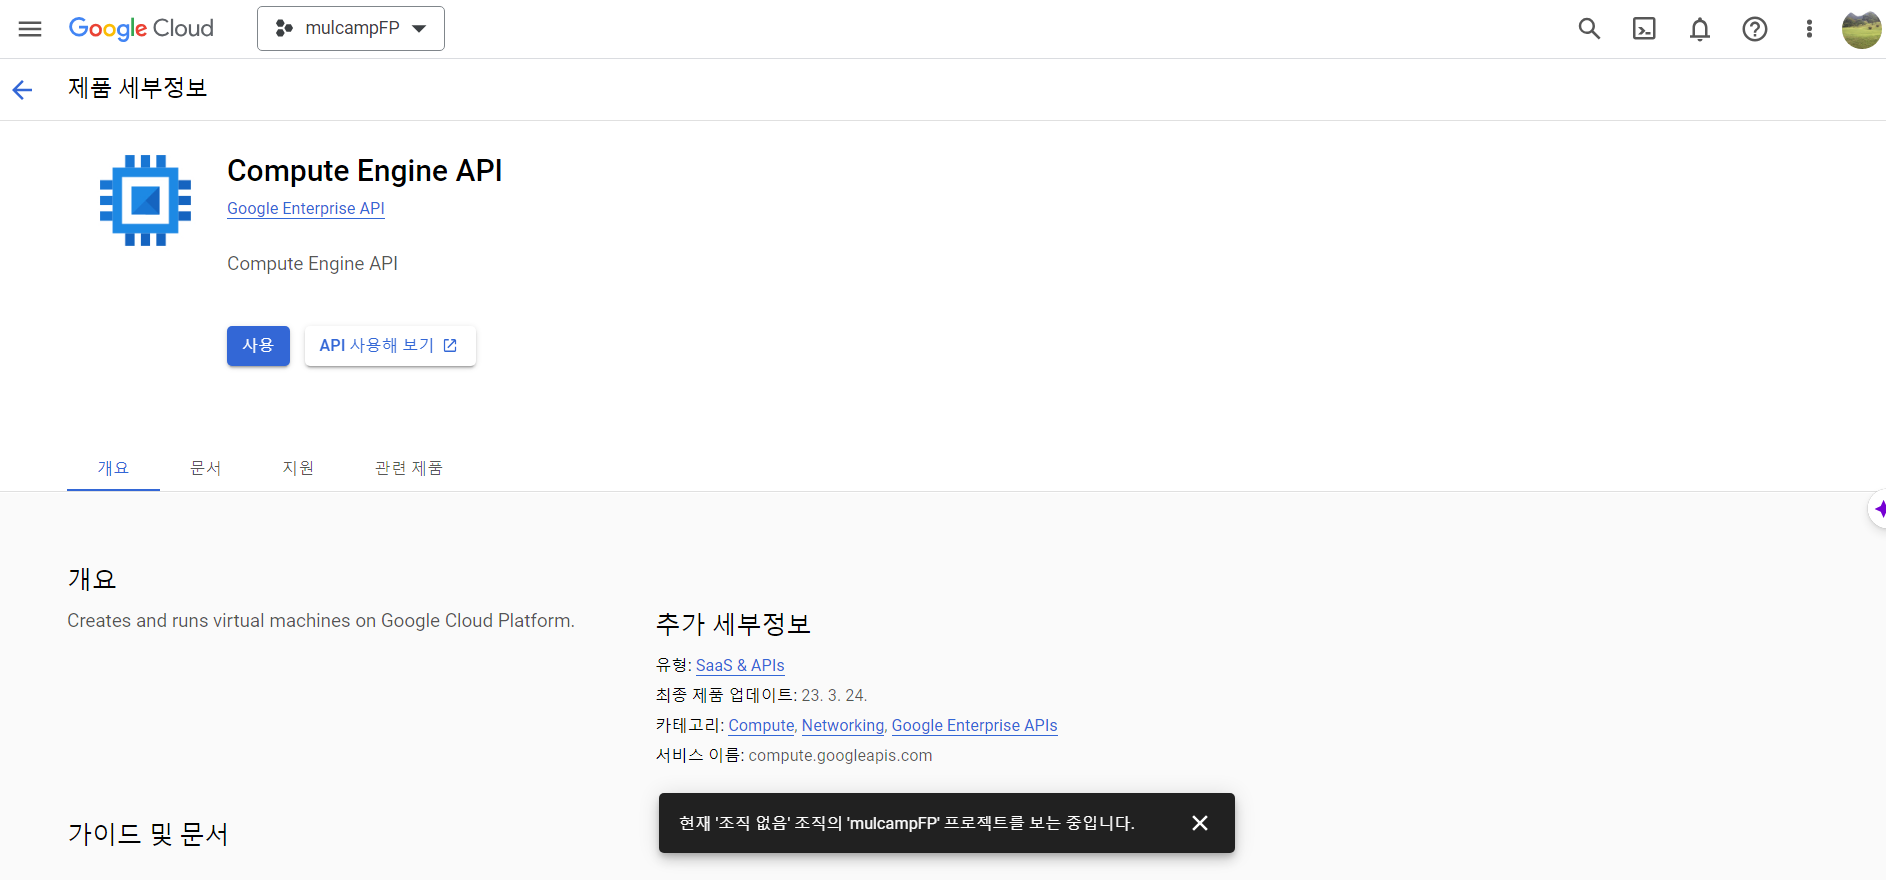 Google Cloud
mulcampFP
제품 세부정보
Compute Engine API
Google Enterprise API
Compute Engine API
사용
API 사용해 보기
개요
문서
지원
관련 제품
개요
Creates and runs virtual machines on Google Cloud Platform.
추가 세부정보
유형: SaaS & APIs
최종 제품 업데이트: 23. 3. 24.
카테고리: Compute, Networking, Google Enterprise APIs
서비스 이름: compute.googleapis.com
가이드 및 문서
현재 '조직 없음' 조직의 'mulcampFP' 프로젝트를 보는 중입니다.